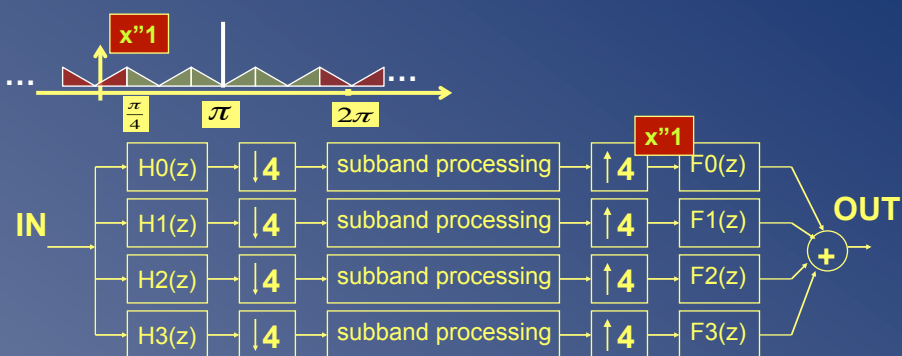 x”1
... ...
π/4 π 2π
x”1
H0(z) ↓4 subband processing ↑4 F0(z)
IN OUT
H1(z) ↓4 subband processing ↑4 F1(z)
+
H2(z) ↓4 subband processing ↑4 F2(z)
H3(z) ↓4 subband processing ↑4 F3(z)